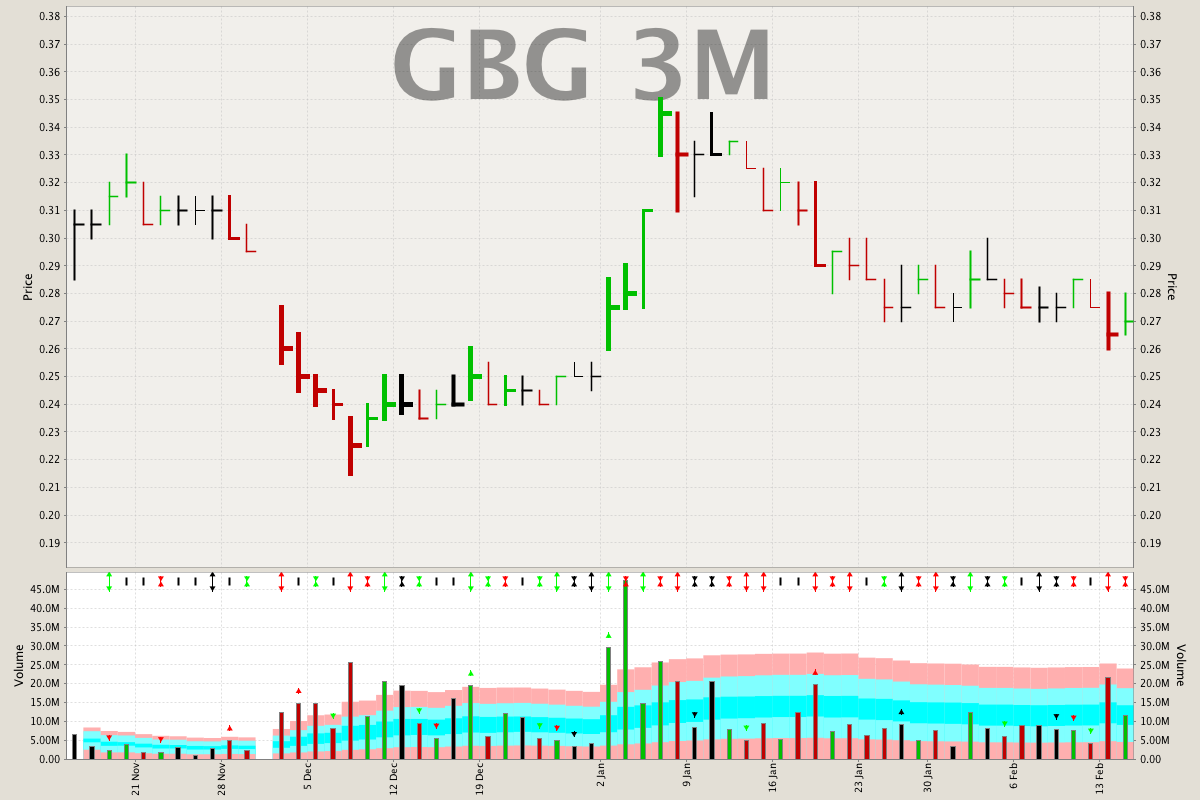 GBG 3M
0.38
0.37
0.36
0.35
0.34
0.33
0.32
0.31
0.30
0.29
0.28
0.27
0.26
0.25
0.24
0.23
0.22
0.21
0.20
0.19
Price
0.38
0.37
0.36
0.35
0.34
0.33
0.32
0.31
0.30
0.29
0.28
0.27
0.26
0.25
0.24
0.23
0.22
0.21
0.20
0.19
Price
45.0M
40.0M
35.0M
30.0M
25.0M
20.0M
15.0M
10.0M
5.00M
0.00
Volume
45.0M
40.0M
35.0M
30.0M
25.0M
20.0M
15.0M
10.0M
5.00M
0.00
Volume
21 Nov
28 Nov
5 Dec
12 Dec
19 Dec
2 Jan
9 Jan
16 Jan
23 Jan
30 Jan
6 Feb
13 Feb